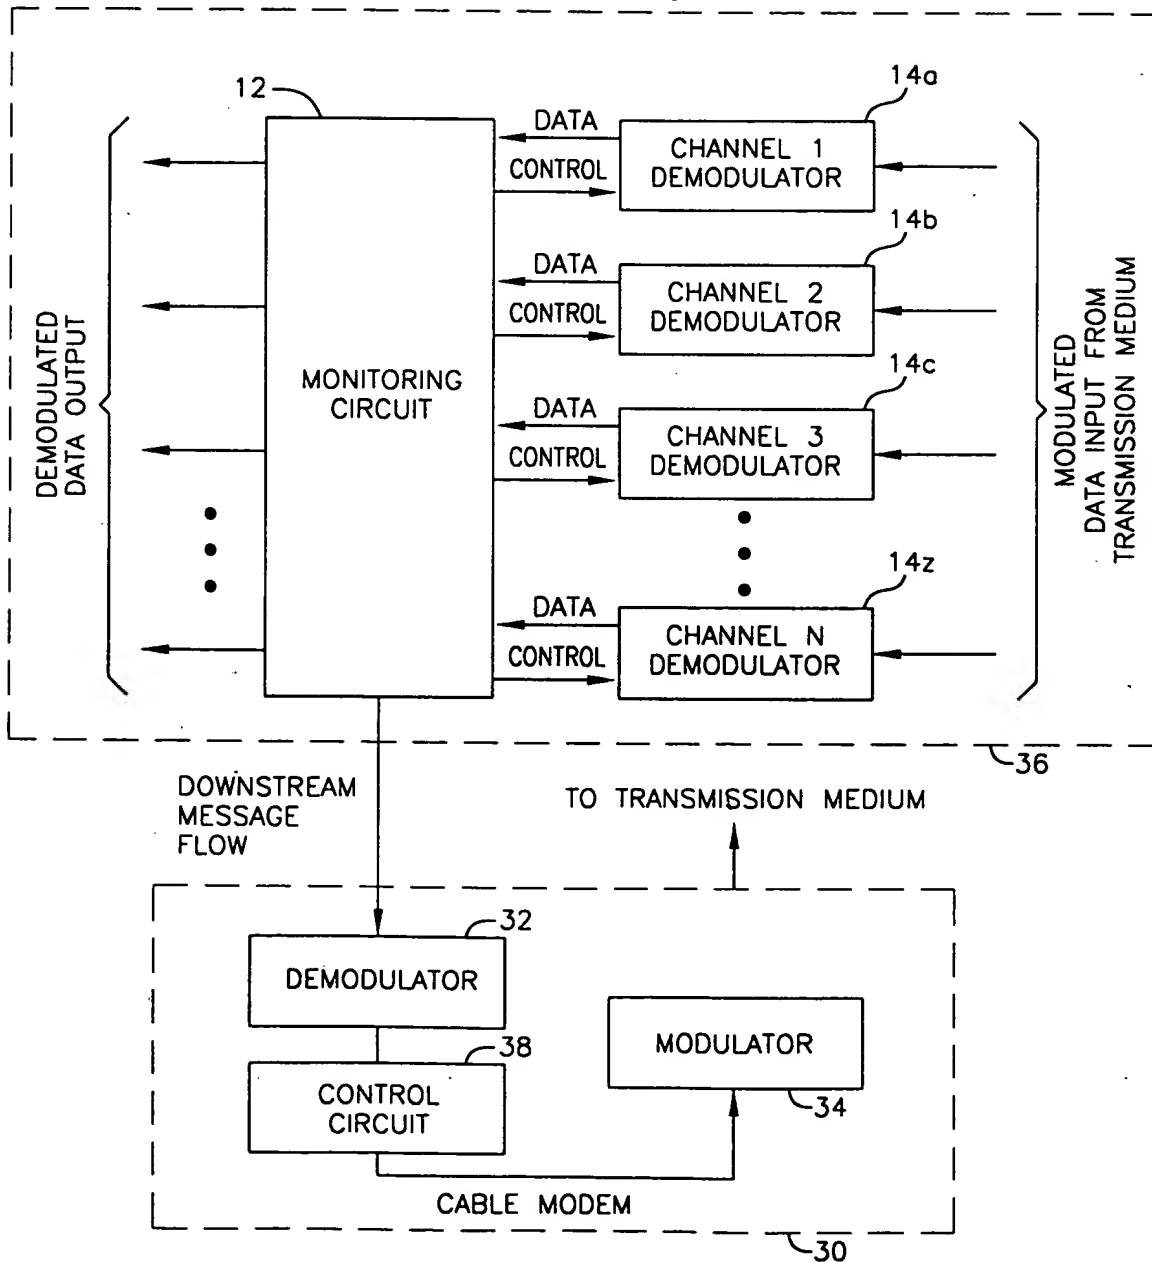 12
14a
DATA
CONTROL
CHANNEL 1
DEMODULATOR
14b
DATA
CONTROL
CHANNEL 2
DEMODULATOR
DEMODULATED
DATA OUTPUT
MONITORING
CIRCUIT
14c
DATA
CONTROL
CHANNEL 3
DEMODULATOR
MODULATED
DATA INPUT FROM
TRANSMISSION MEDIUM
14z
DATA
CONTROL
CHANNEL N
DEMODULATOR
36
DOWNSTREAM
MESSAGE
FLOW
TO TRANSMISSION MEDIUM
32
DEMODULATOR
38
CONTROL
CIRCUIT
MODULATOR
34
CABLE MODEM
30